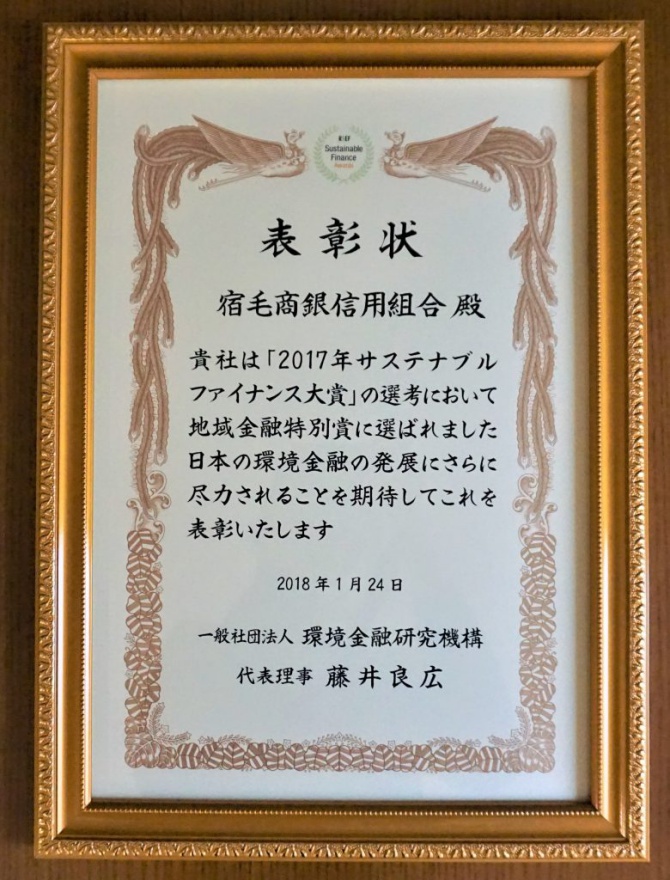 RIEF
Sustainable
Finance
Awards
表彰状
宿毛商銀信用組合 殿
貴社は「2017年サステナブル
ファイナンス大賞」の選考において
地域金融特別賞に選ばれました
日本の環境金融の発展にさらに
尽力されることを期待してこれを
表彰いたします
2018年1月24日
一般社団法人 環境金融研究機構
代表理事 藤井良広